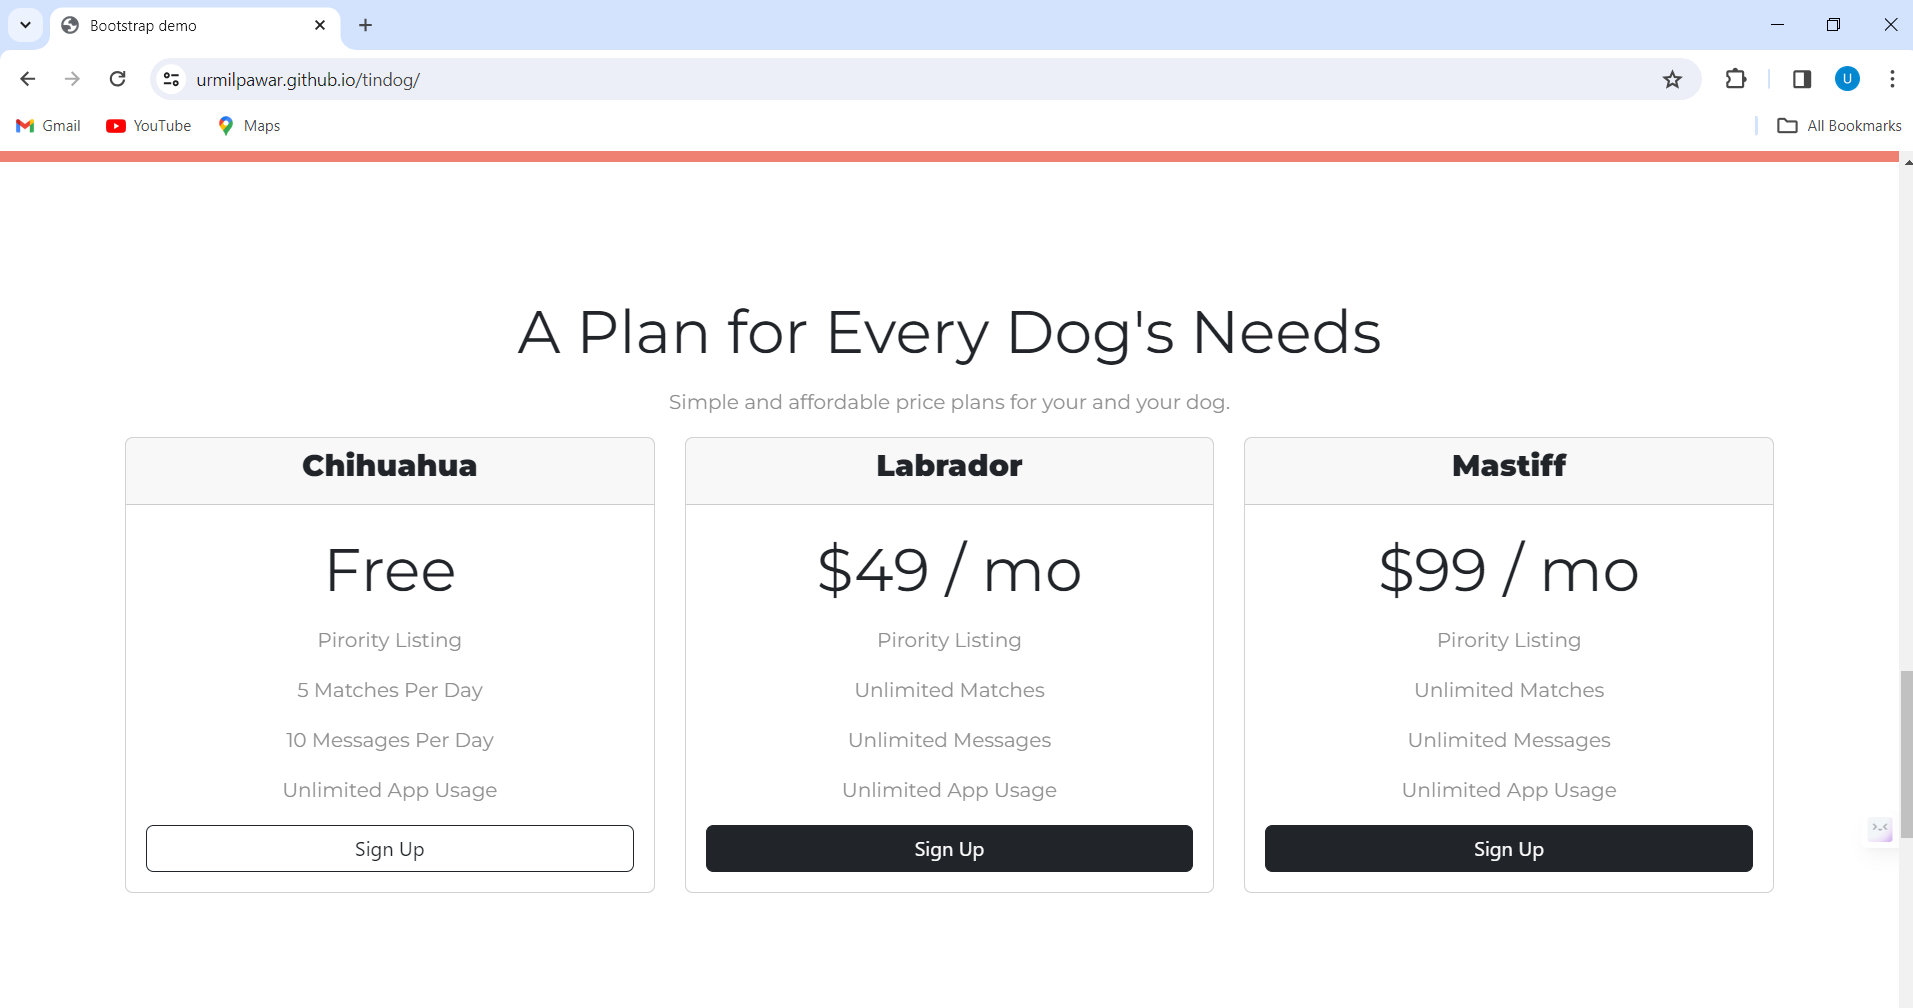 Bootstrap demo
urmilpawar.github.io/tindog/
U
Gmail YouTube Maps All Bookmarks
A Plan for Every Dog's Needs
Simple and affordable price plans for your and your dog.
Chihuahua
Free
Pirority Listing
5 Matches Per Day
10 Messages Per Day
Unlimited App Usage
Sign Up
Labrador
$49 / mo
Pirority Listing
Unlimited Matches
Unlimited Messages
Unlimited App Usage
Sign Up
Mastiff
$99 / mo
Pirority Listing
Unlimited Matches
Unlimited Messages
Unlimited App Usage
Sign Up